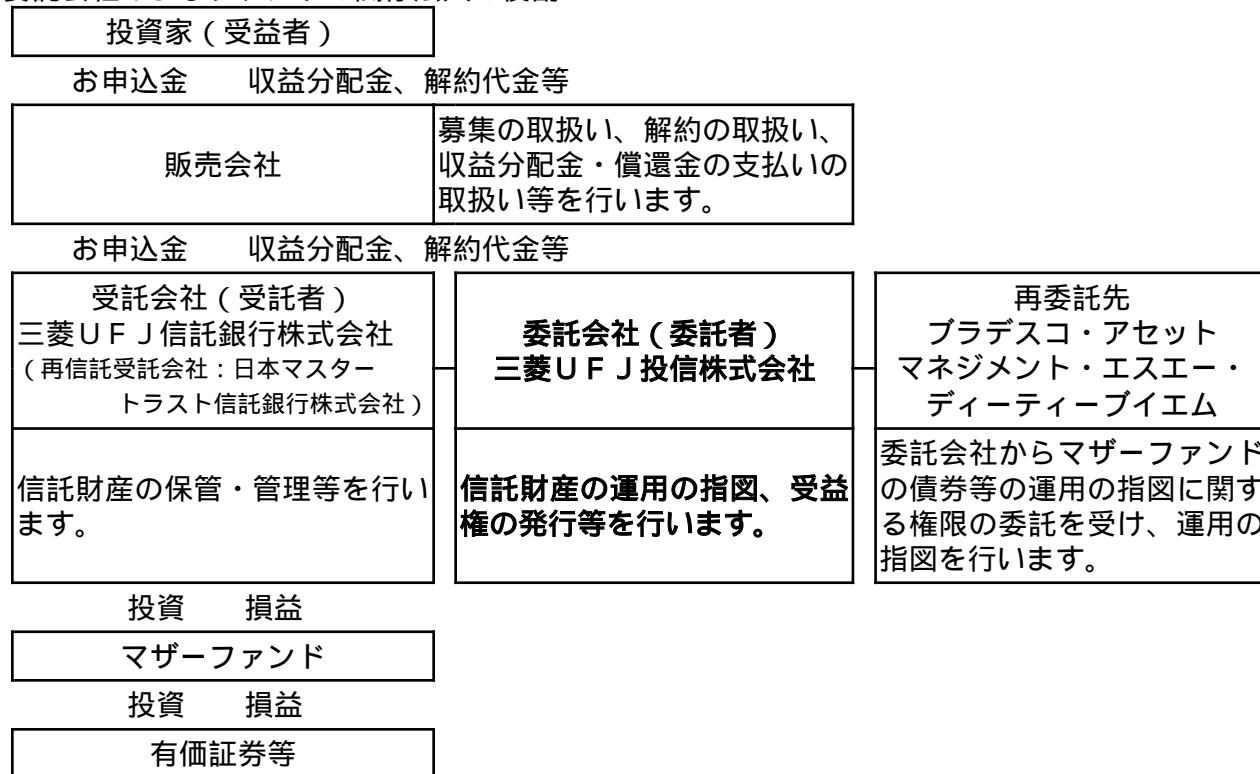 投資家（受益者）
お申込金　　収益分配金、解約代金等
販売会社
募集の取扱い、解約の取扱い、
収益分配金・償還金の支払いの
取扱い等を行います。
お申込金　　収益分配金、解約代金等
受託会社（受託者）
三菱ＵＦＪ信託銀行株式会社
（再信託受託会社：日本マスター
トラスト信託銀行株式会社）
委託会社（委託者）
三菱ＵＦＪ投信株式会社
再委託先
ブラデスコ・アセット
マネジメント・エスエー・
ディーティーブイエム
信託財産の保管・管理等を行い
ます。
信託財産の運用の指図、受益
権の発行等を行います。
委託会社からマザーファンド
の債券等の運用の指図に関す
る権限の委託を受け、運用の
指図を行います。
投資　　損益
マザーファンド
投資　　損益
有価証券等